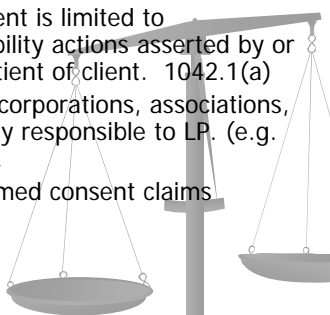 ent is limited to
bility actions asserted by or
tient of client. 1042.1(a)
corporations, associations,
y responsible to LP. (e.g.
med consent claims